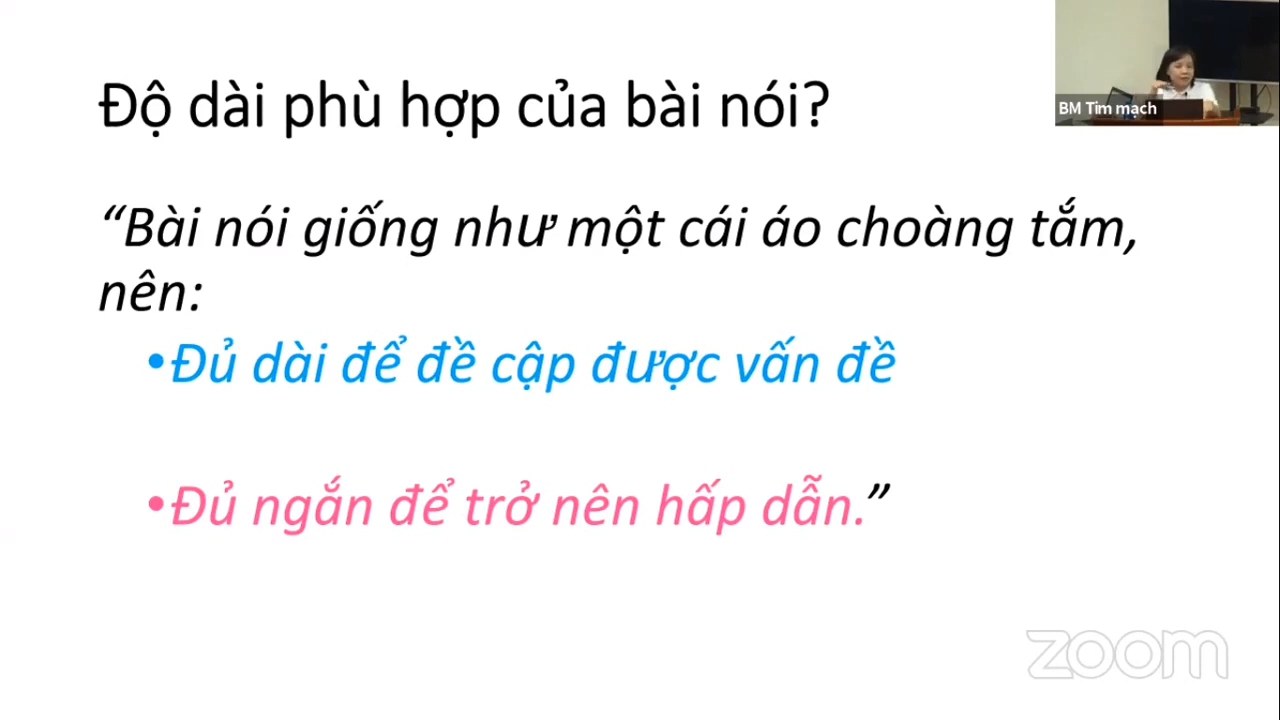 Độ dài phù hợp của bài nói?
BM Tim mạch
“Bài nói giống như một cái áo choàng tắm,
nên:
•Đủ dài để đề cập được vấn đề
•Đủ ngắn để trở nên hấp dẫn.”
zoom